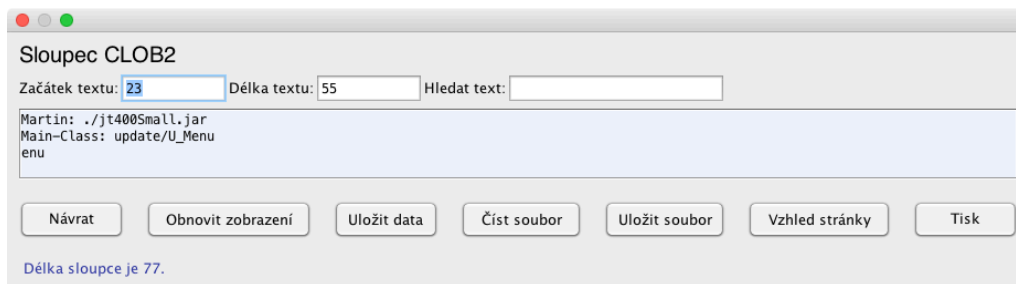 Sloupec CLOB2
Začátek textu: 23 Délka textu: 55 Hledat text:
Martin: ./jt400Small.jar
Main-Class: update/U_Menu
enu
Návrat Obnovit zobrazení Uložit data Číst soubor Uložit soubor Vzhled stránky Tisk
Délka sloupce je 77.